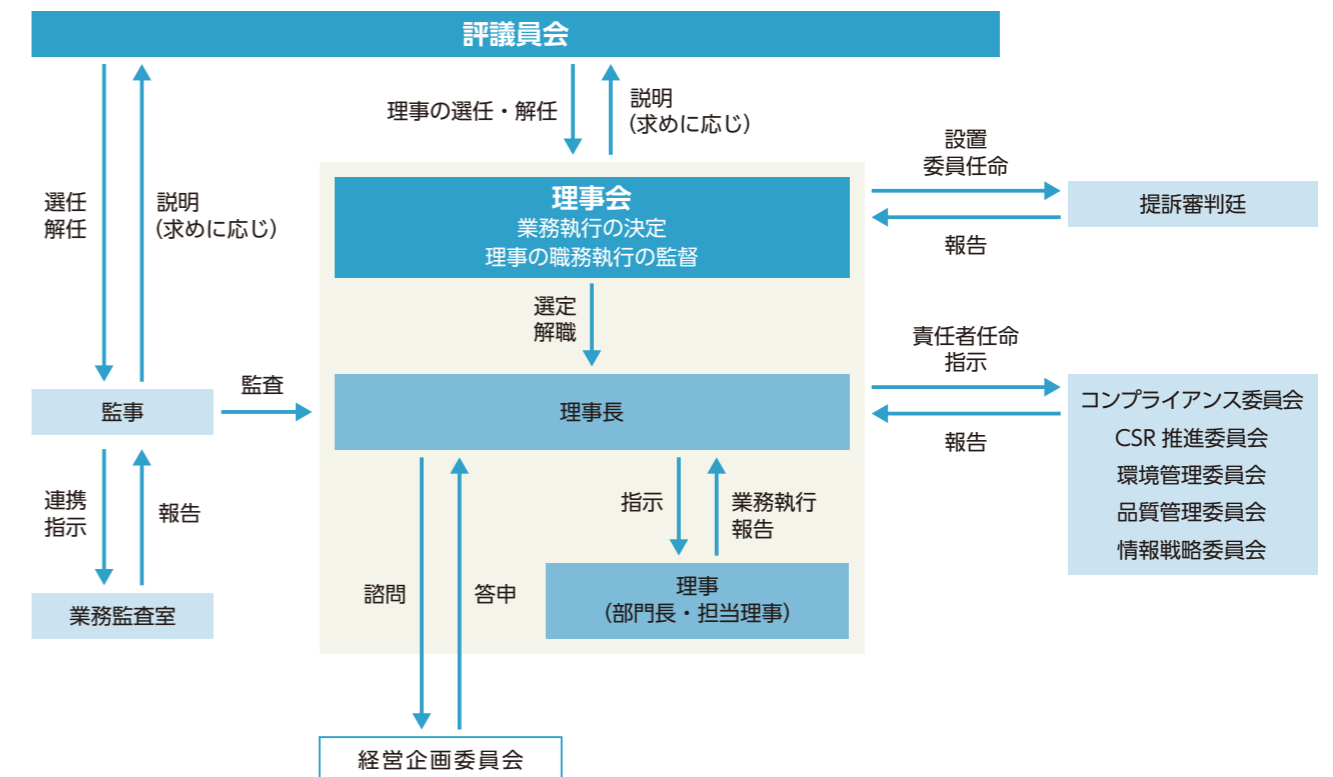 評議員会
理事の選任・解任
説明
(求めに応じ)
選任
解任
説明
(求めに応じ)
設置
委員任命
提訴審判廷
報告
理事会
業務執行の決定
理事の職務執行の監督
選定
解職
責任者任命
指示
報告
監事
監査
理事長
コンプライアンス委員会
CSR 推進委員会
環境管理委員会
品質管理委員会
情報戦略委員会
連携
指示
報告
指示
業務執行
報告
業務監査室
諮問
答申
理事
(部門長・担当理事)
経営企画委員会